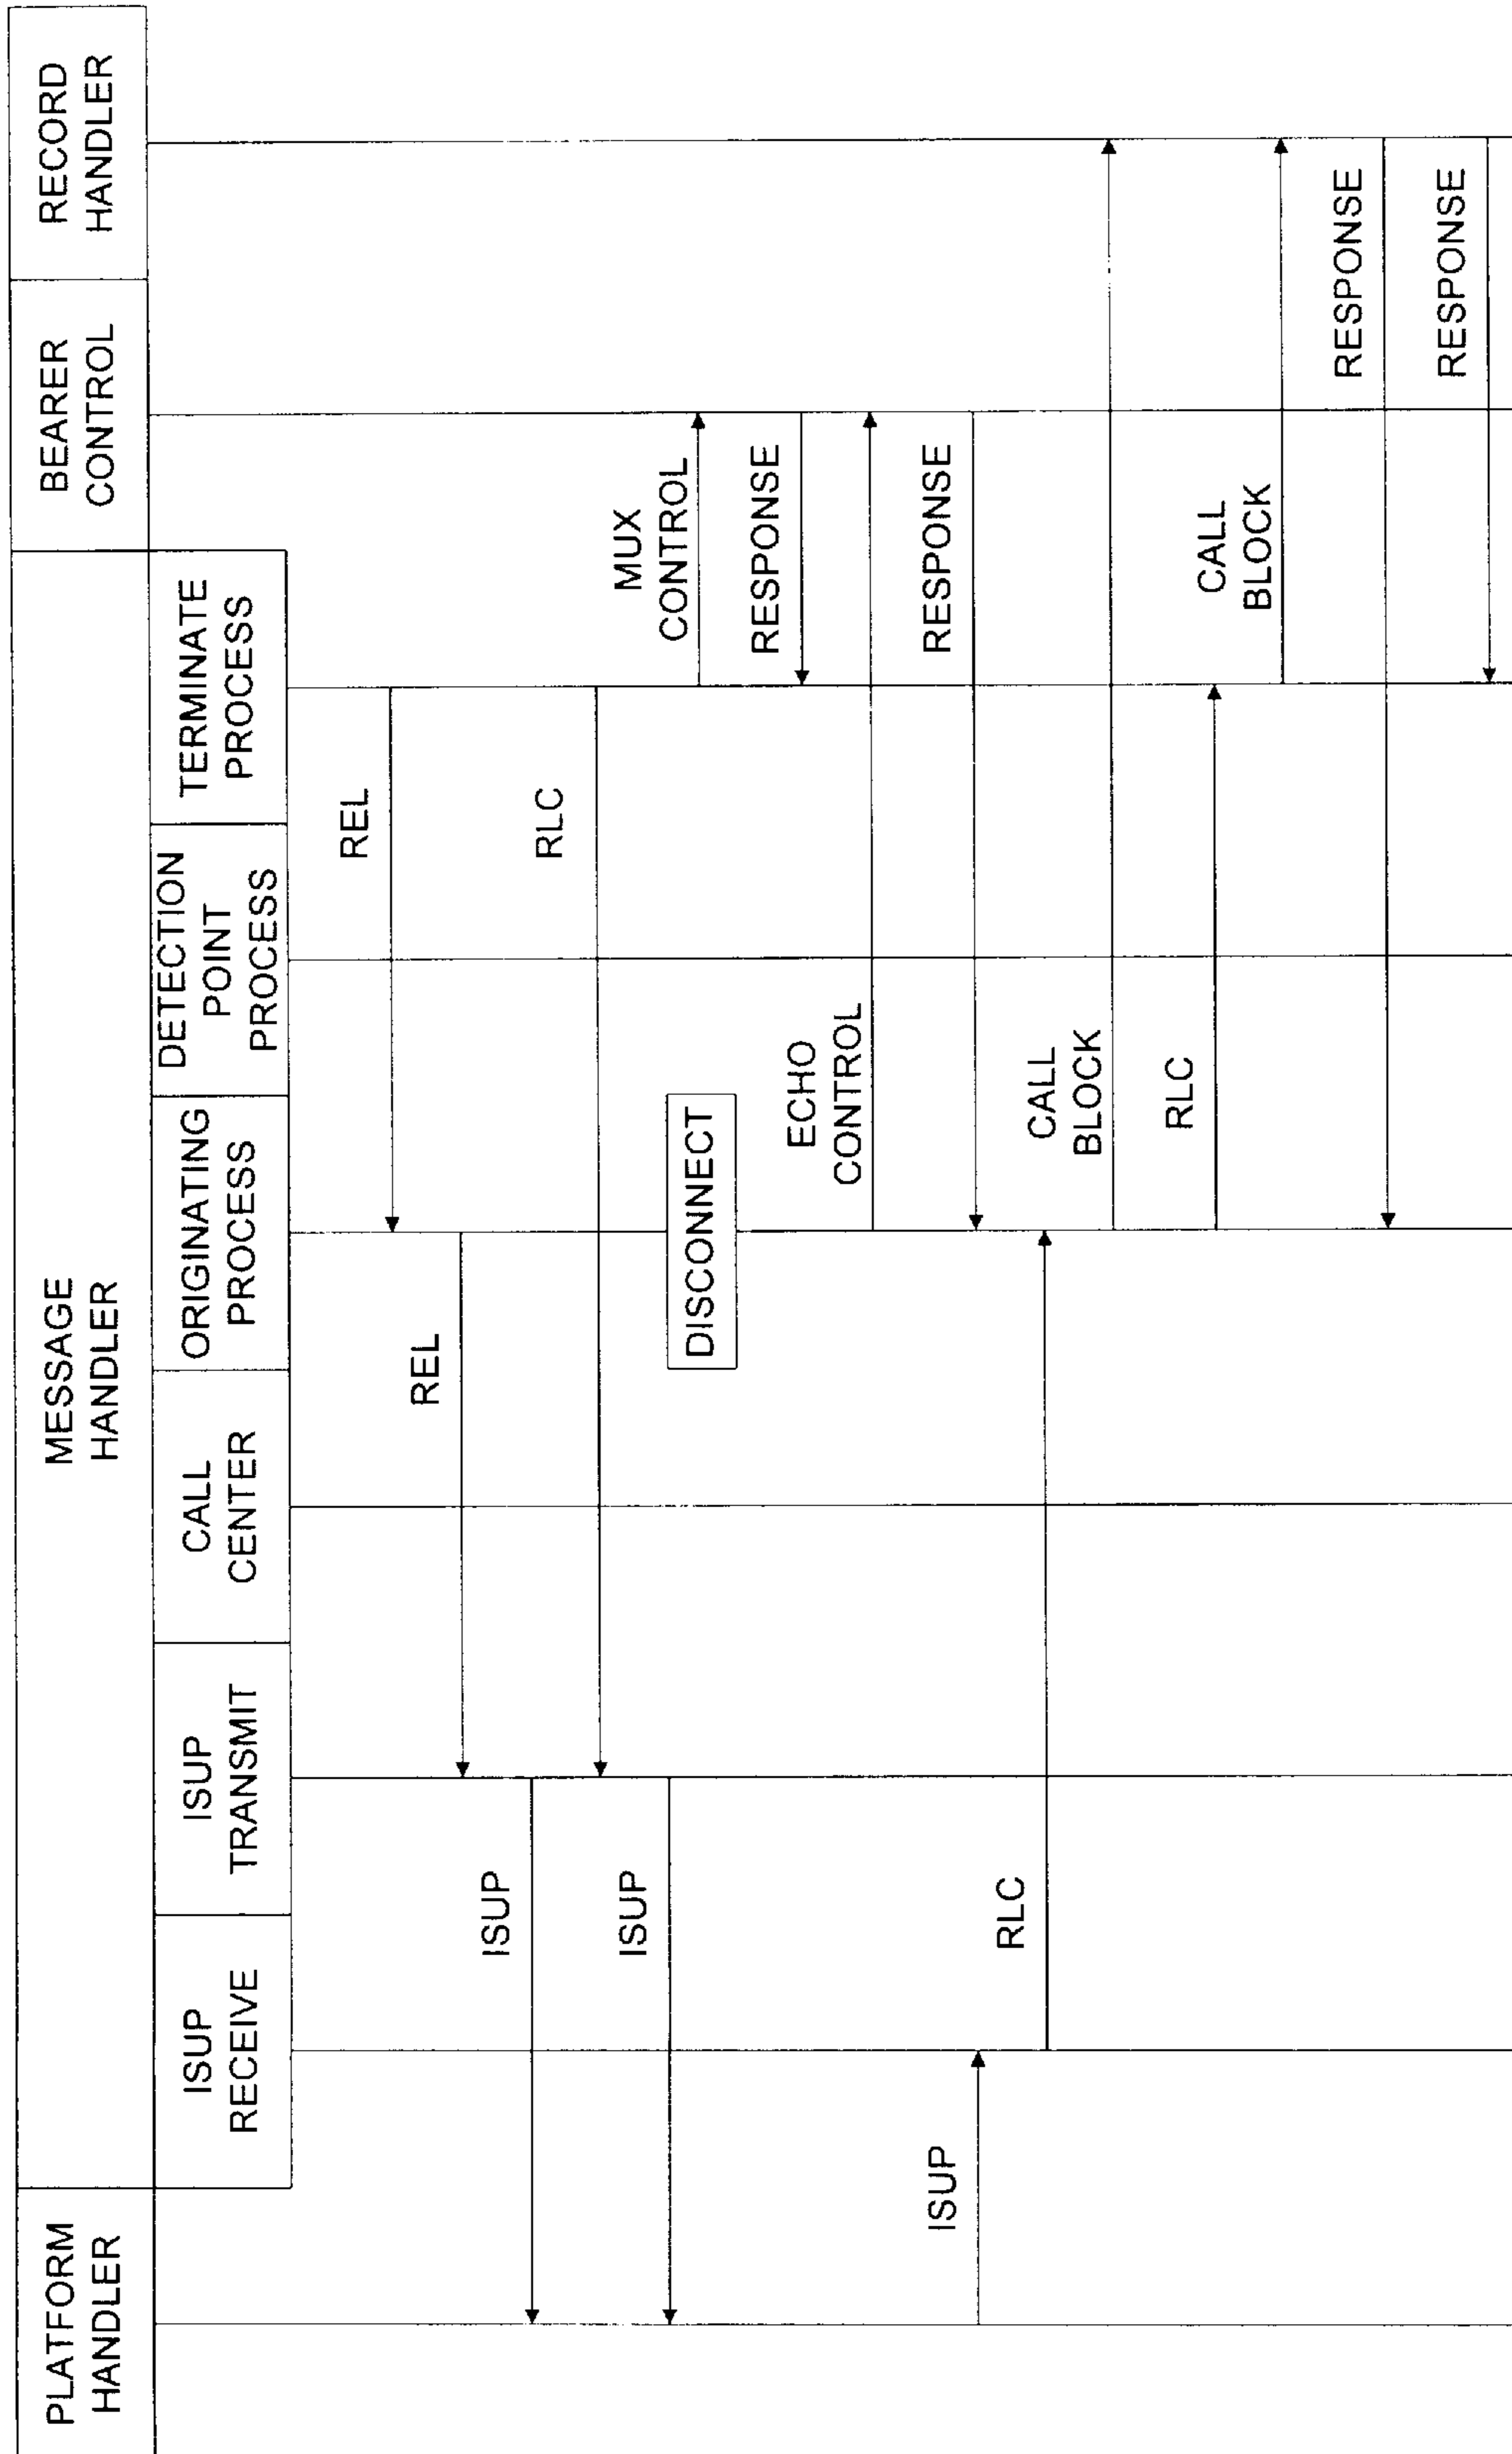 PLATFORM
HANDLER
MESSAGE
HANDLER
BEARER
CONTROL
RECORD
HANDLER
ISUP
RECEIVE
ISUP
TRANSMIT
CALL
CENTER
ORIGINATING
PROCESS
DETECTION
POINT
PROCESS
TERMINATE
PROCESS
REL
REL
ISUP
RLC
ISUP
DISCONNECT
MUX
CONTROL
RESPONSE
ECHO
CONTROL
ISUP
RESPONSE
RLC
CALL
BLOCK
RLC
CALL
BLOCK
RESPONSE
RESPONSE